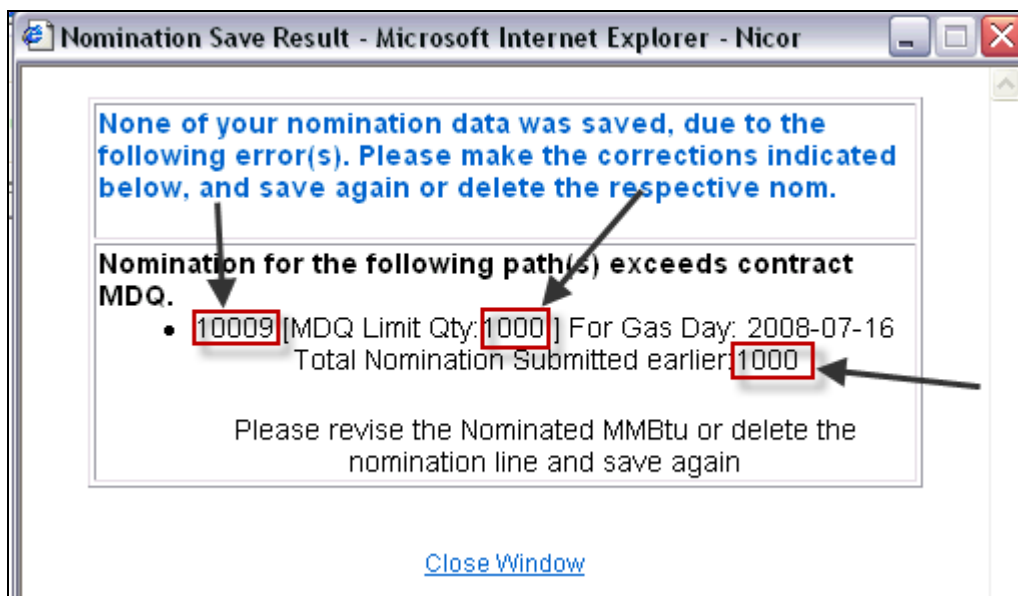 Nomination Save Result - Microsoft Internet Explorer - Nicor
None of your nomination data was saved, due to the
following error(s). Please make the corrections indicated
below, and save again or delete the respective nom.
Nomination for the following path(s) exceeds contract
MDQ.
• 10009 [MDQ Limit Qty:1000 ] For Gas Day: 2008-07-16
Total Nomination Submitted earlier:1000
Please revise the Nominated MMBtu or delete the
nomination line and save again
Close Window